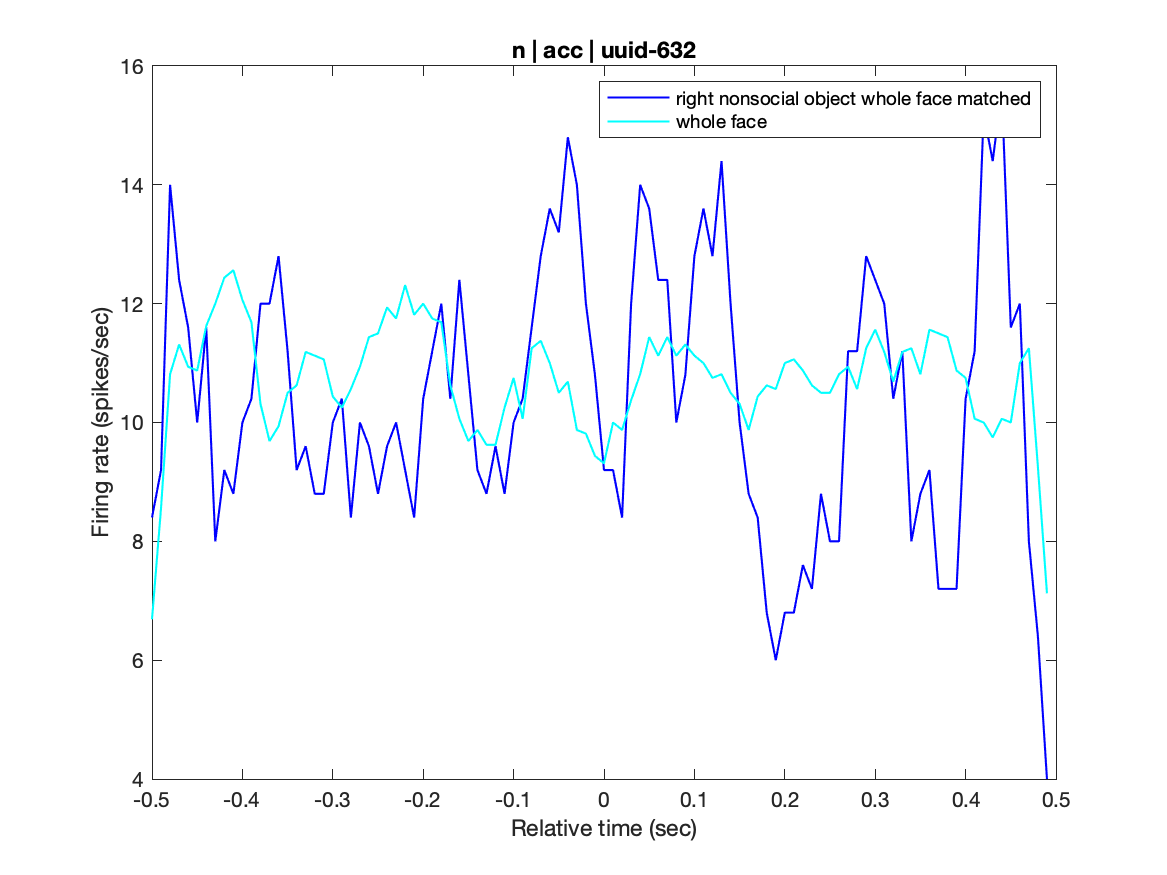 n | acc | uuid-632
right nonsocial object whole face matched
whole face
Firing rate (spikes/sec)
16
14
12
10
8
6
4
-0.5 -0.4 -0.3 -0.2 -0.1 0 0.1 0.2 0.3 0.4 0.5
Relative time (sec)